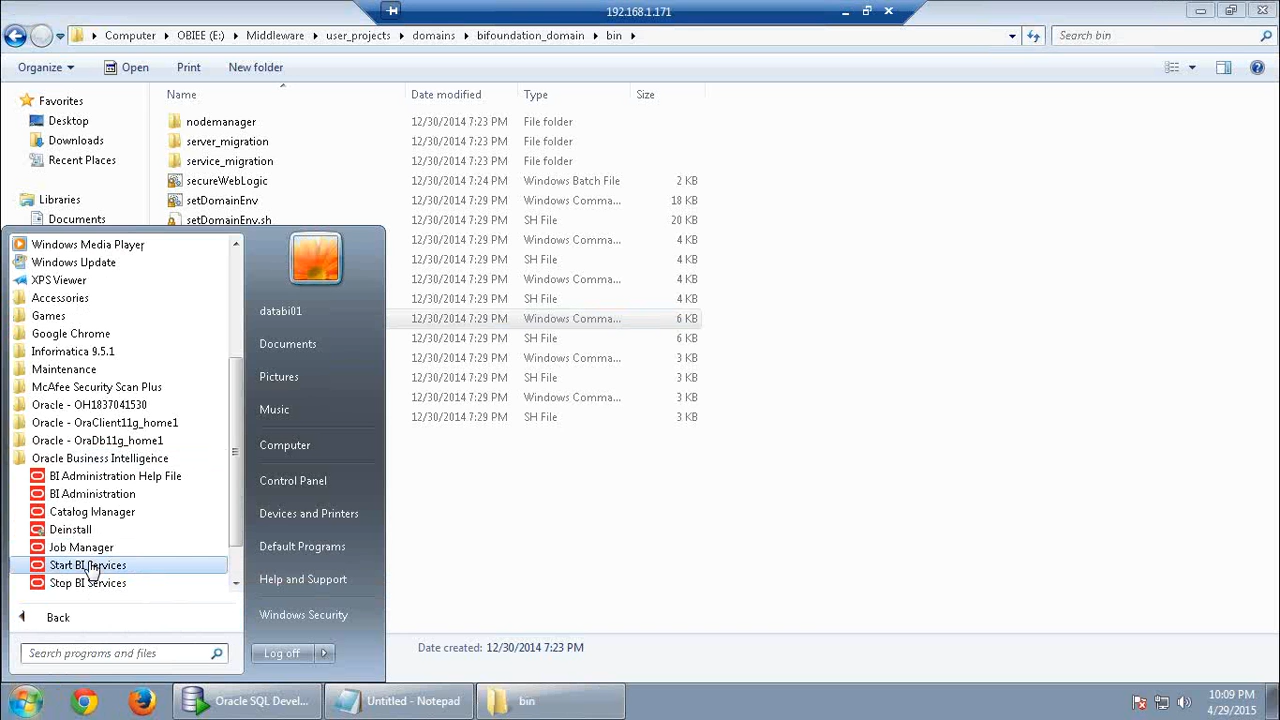 192.168.1.171
Computer OBIEE (E:) Middleware user_projects domains bifoundation_domain bin
Search bin
Organize Open Print New folder
Name Date modified Type Size
Favorites
Desktop
Downloads
Recent Places
Libraries
Documents
nodemanager 12/30/2014 7:23 PM File folder
server_migration 12/30/2014 7:23 PM File folder
service_migration 12/30/2014 7:23 PM File folder
secureWebLogic 12/30/2014 7:24 PM Windows Batch File 2 KB
setDomainEnv 12/30/2014 7:29 PM Windows Comma... 18 KB
setDomainEnv.sh 12/30/2014 7:29 PM SH File 20 KB
12/30/2014 7:29 PM Windows Comma... 4 KB
12/30/2014 7:29 PM SH File 4 KB
12/30/2014 7:29 PM Windows Comma... 4 KB
12/30/2014 7:29 PM SH File 4 KB
12/30/2014 7:29 PM Windows Comma... 6 KB
12/30/2014 7:29 PM SH File 6 KB
12/30/2014 7:29 PM Windows Comma... 3 KB
12/30/2014 7:29 PM SH File 3 KB
12/30/2014 7:29 PM Windows Comma... 3 KB
12/30/2014 7:29 PM SH File 3 KB
Windows Media Player
Windows Update
XPS Viewer
Accessories
Games
Google Chrome
Informatica 9.5.1
Maintenance
McAfee Security Scan Plus
Oracle - OH1837041530
Oracle - OraClient11g_home1
Oracle - OraDb11g_home1
Oracle Business Intelligence
BI Administration Help File
BI Administration
Catalog Manager
Deinstall
Job Manager
Start BI Services
Stop BI Services
Back
Search programs and files
databi01
Documents
Pictures
Music
Computer
Control Panel
Devices and Printers
Default Programs
Help and Support
Windows Security
Log off
Date created: 12/30/2014 7:23 PM
Oracle SQL Devel...
Untitled - Notepad
bin
10:09 PM
4/29/2015